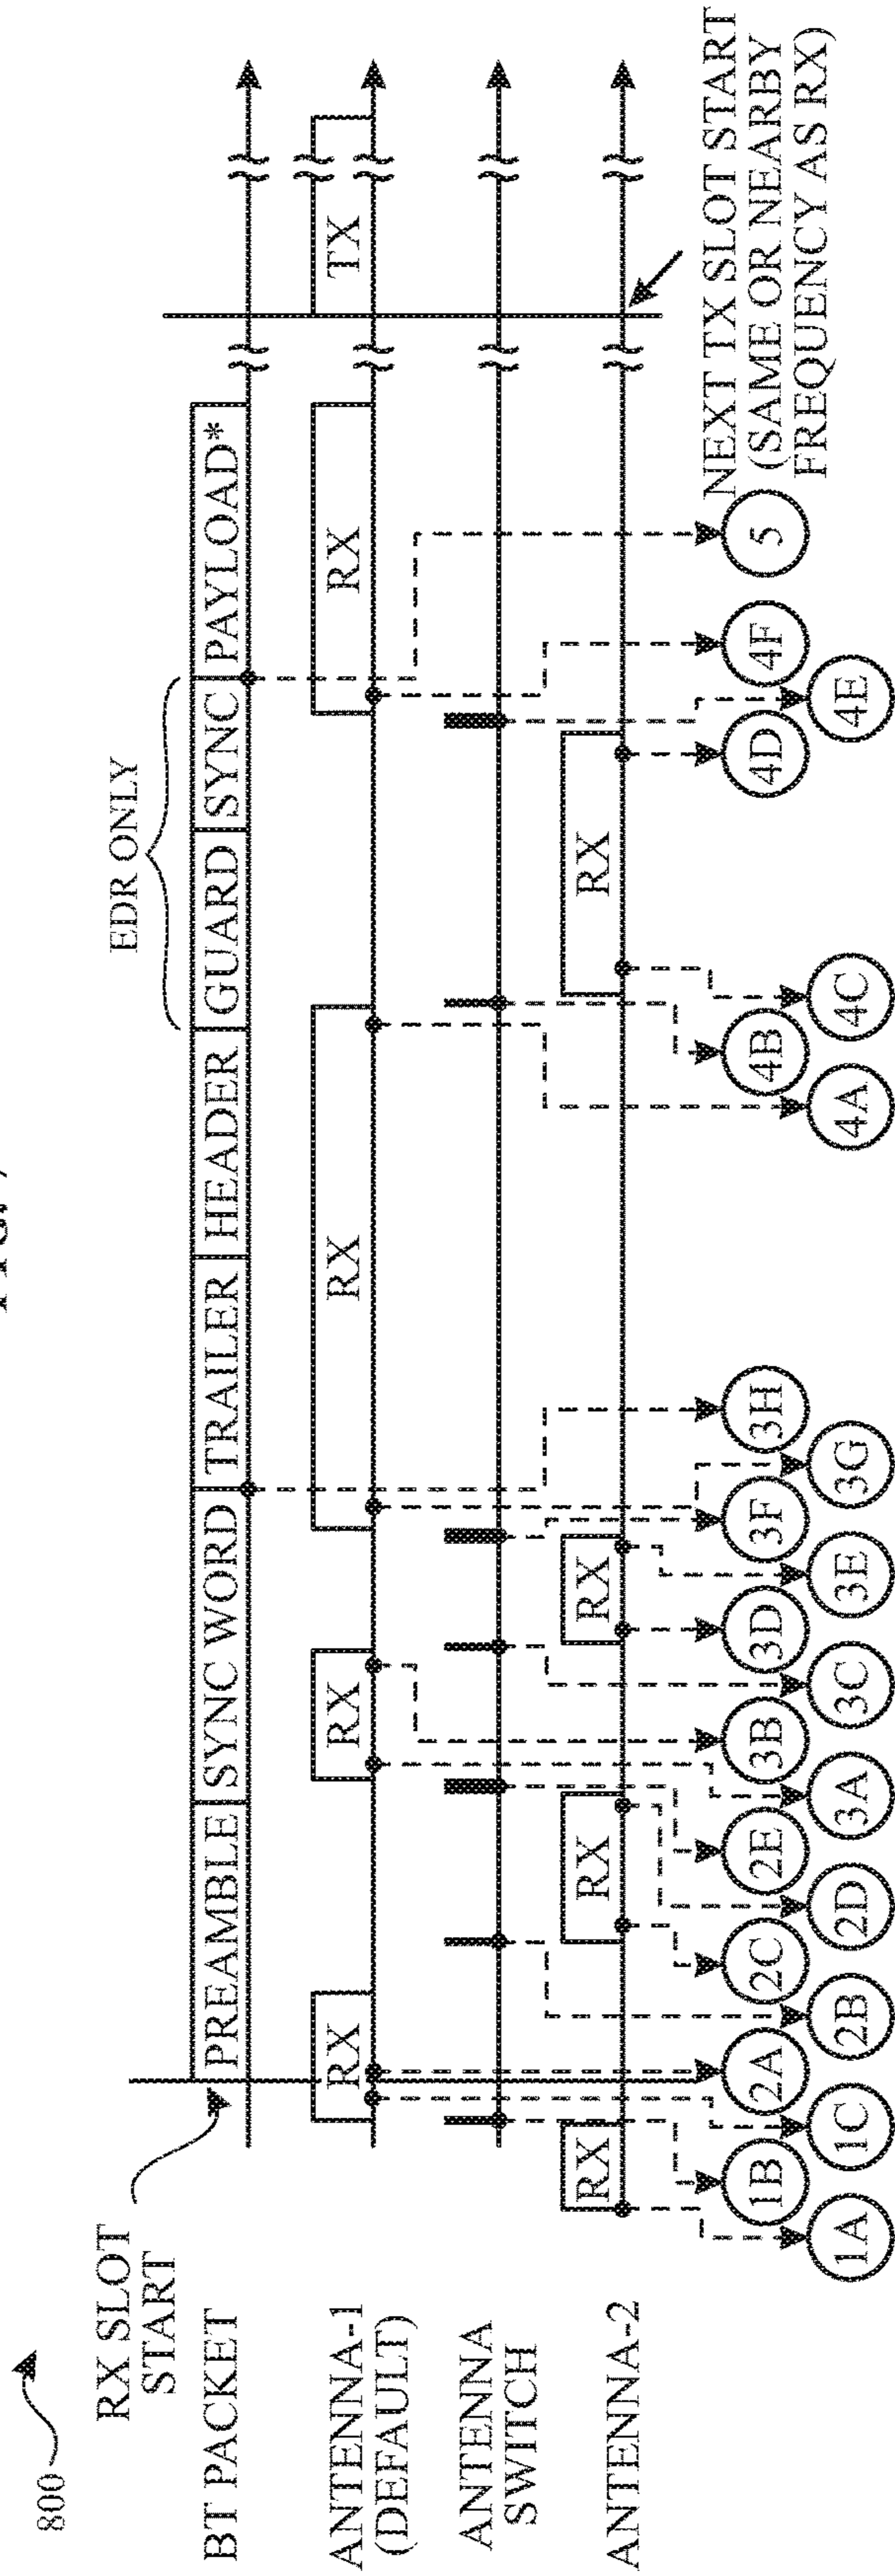 800
EDR ONLY
RX SLOT
START
BT PACKET
PREAMBLE SYNC WORD TRAILER HEADER GUARD SYNC PAYLOAD*
ANTENNA-1
(DEFAULT)
RX RX RX RX TX
ANTENNA
SWITCH
ANTENNA-2
RX RX RX RX
NEXT TX SLOT START
(SAME OR NEARBY
FREQUENCY AS RX)
1B 2A 2C 2E 3B 3D 3F 3H 4B 4D 4F 5
1A 1C 2B 2D 3A 3C 3E 3G 4A 4C 4E